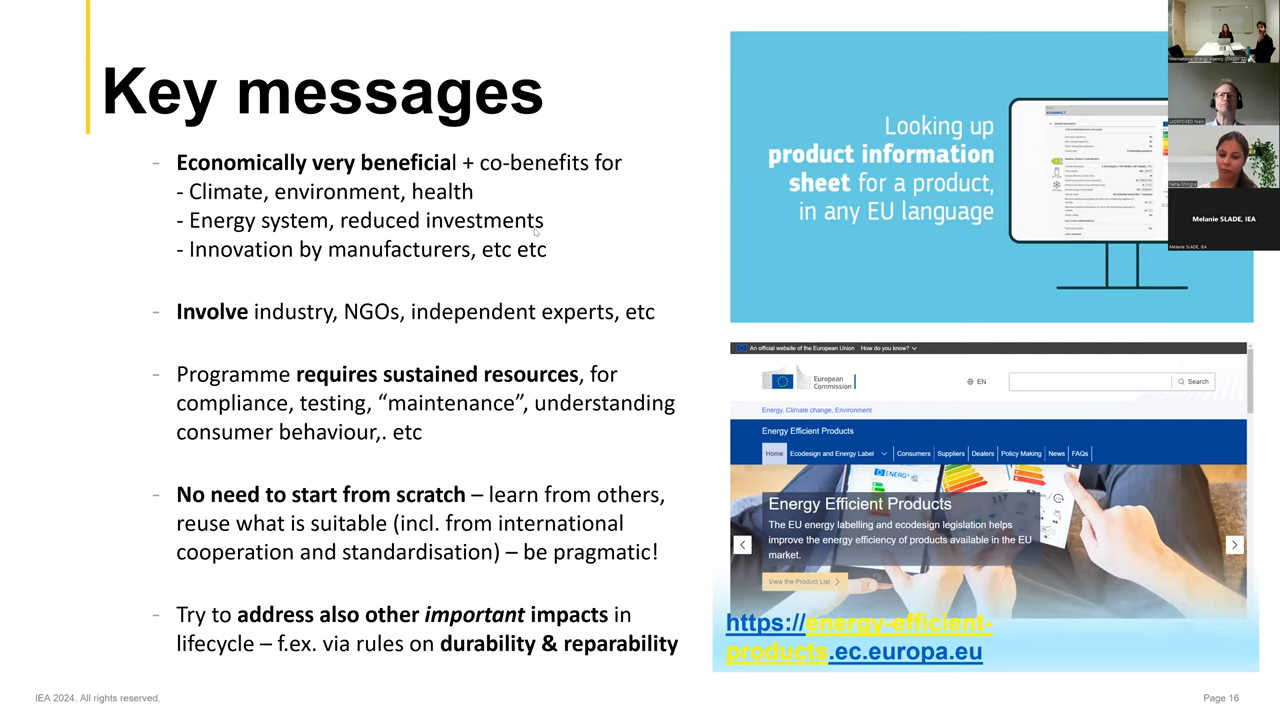 Key messages
- Economically very beneficial + co-benefits for
- Climate, environment, health
- Energy system, reduced investments
- Innovation by manufacturers, etc etc
- Involve industry, NGOs, independent experts, etc
- Programme requires sustained resources, for
compliance, testing, “maintenance”, understanding
consumer behaviour,. etc
- No need to start from scratch – learn from others,
reuse what is suitable (incl. from international
cooperation and standardisation) – be pragmatic!
- Try to address also other important impacts in
lifecycle – f.ex. via rules on durability & reparability
Looking up
product information
sheet for a product,
in any EU language
An official website of the European Union How do you know?
European
Commission
EN
Search
Energy, Climate change, Environment
Energy Efficient Products
Home Ecodesign and Energy Label Consumers Suppliers Dealers Policy Making News FAQs
ENERG
Energy Efficient Products
The EU energy labelling and ecodesign legislation helps
improve the energy efficiency of products available in the EU
market.
View the Product List
https://energy-efficient-
products.ec.europa.eu
Melanie SLADE, IEA
Melanie SLADE, IEA
IEA 2024. All rights reserved.
Page 16